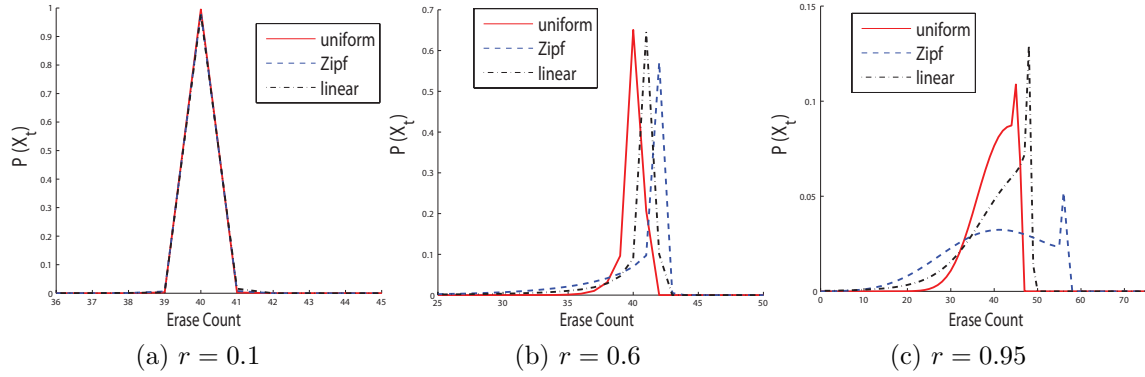 1
0.9
0.8
0.7
0.6
0.5
0.4
0.3
0.2
0.1
0
P (X_t)
uniform
Zipf
linear
36 37 38 39 40 41 42 43 44 45
Erase Count
(a) r = 0.1
0.7
0.6
0.5
0.4
0.3
0.2
0.1
0
P (X_t)
uniform
Zipf
linear
25 30 35 40 45 50
Erase Count
(b) r = 0.6
0.15
0.1
0.05
0
P (X_t)
uniform
Zipf
linear
0 10 20 30 40 50 60 70
Erase Count
(c) r = 0.95